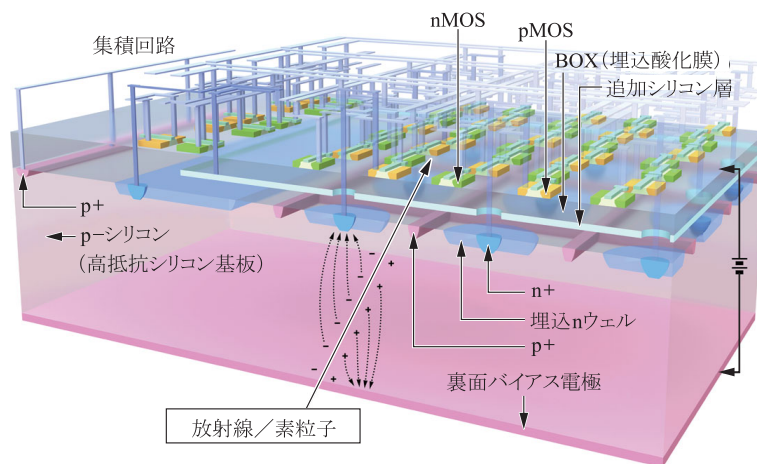 集積回路
nMOS
pMOS
BOX(埋込酸化膜)
追加シリコン層
p+
p−シリコン
(高抵抗シリコン基板)
n+
埋込nウェル
p+
裏面バイアス電極
放射線／素粒子